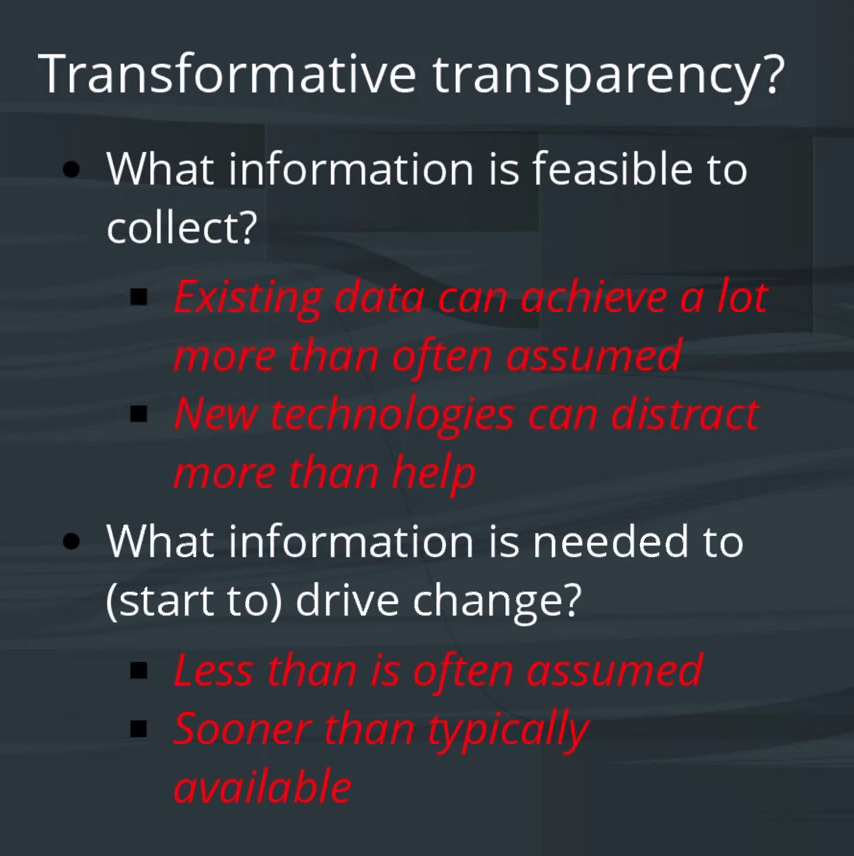 Transformative transparency?
What information is feasible to
collect?
Existing data can achieve a lot
more than often assumed
New technologies can distract
more than help
What information is needed to
(start to) drive change?
Less than is often assumed
Sooner than typically
available